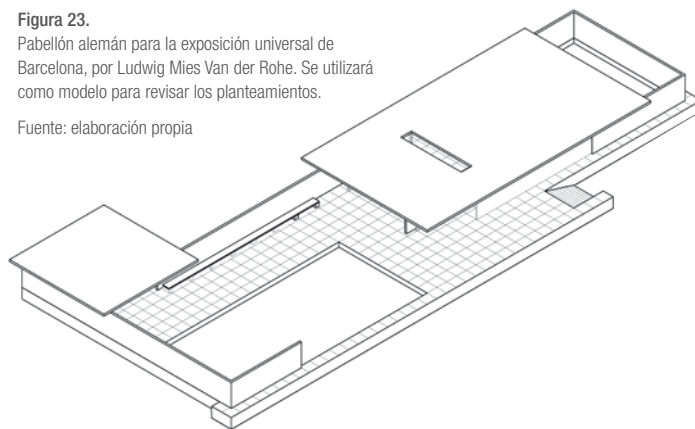 Figura 23.
Pabellón alemán para la exposición universal de
Barcelona, por Ludwig Mies Van der Rohe. Se utilizará
como modelo para revisar los planteamientos.
Fuente: elaboración propia